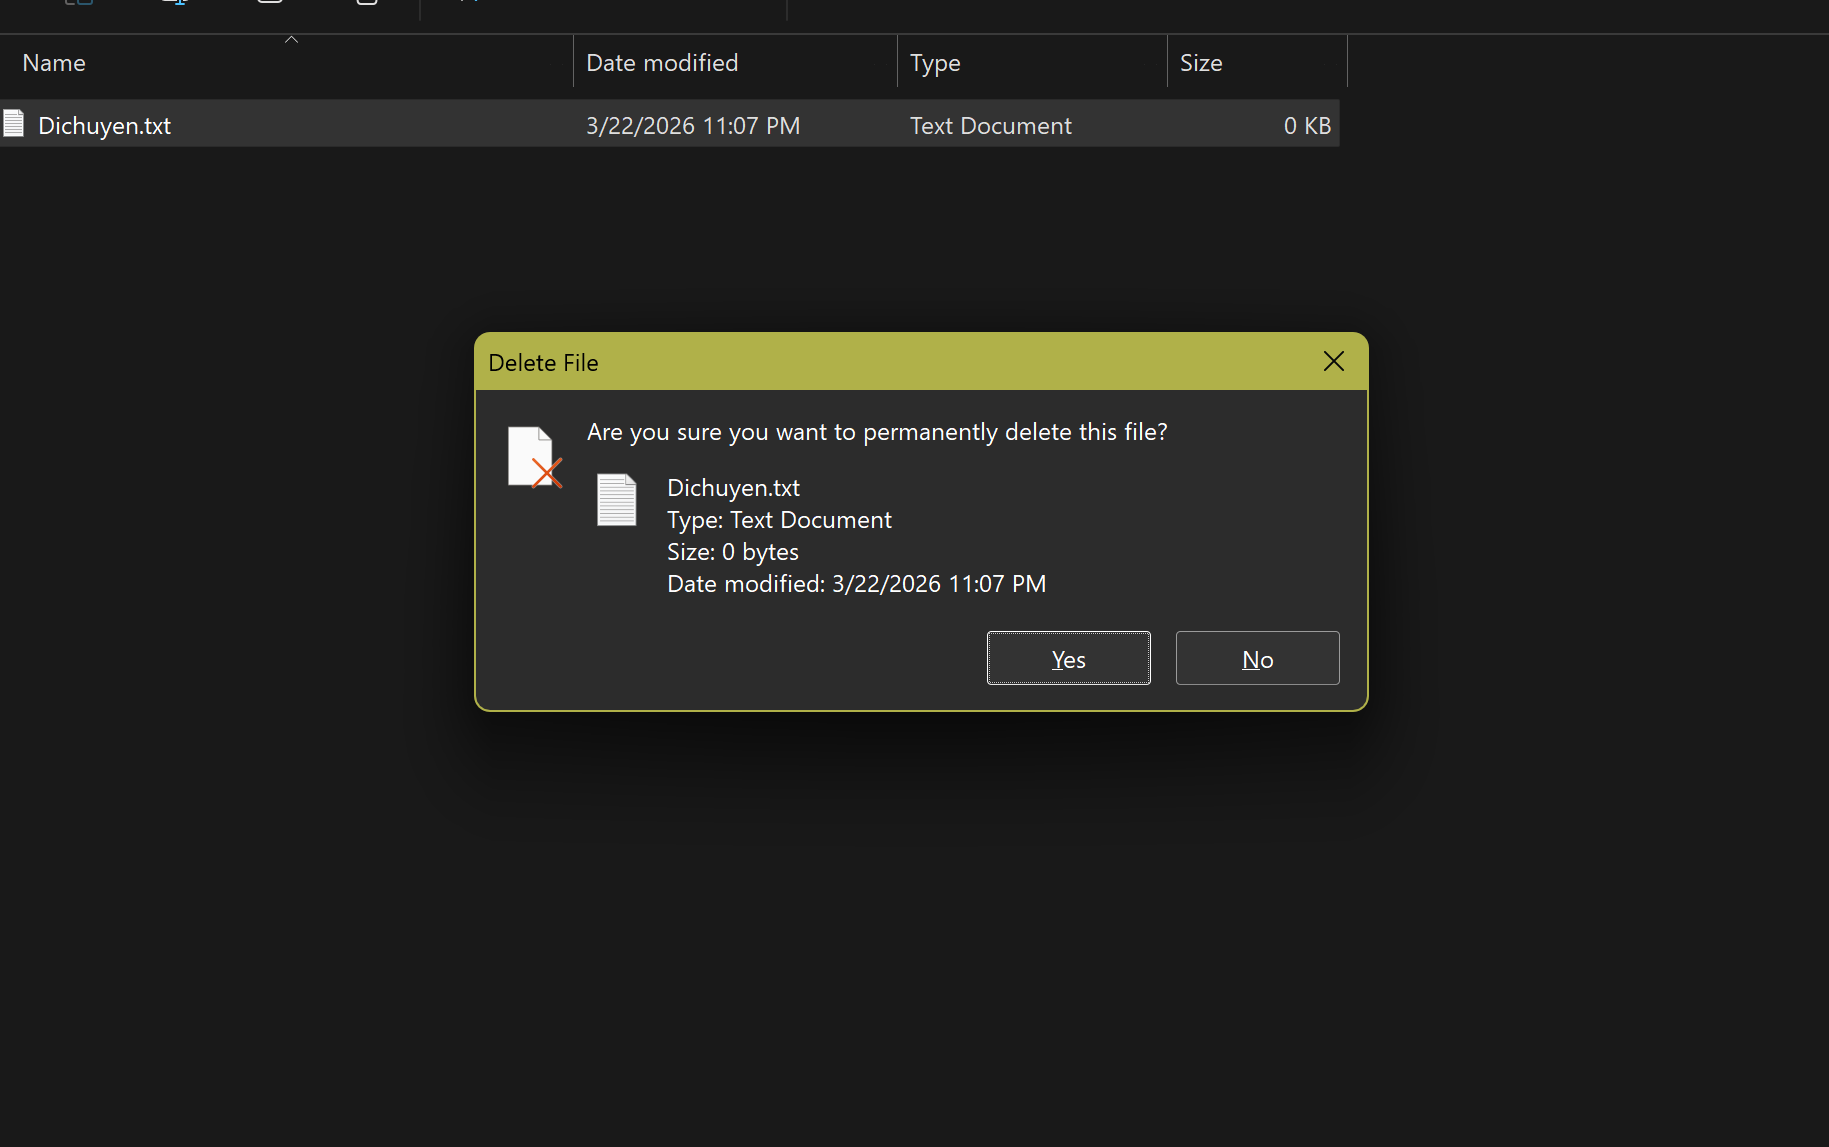 Name Date modified Type Size
Dichuyen.txt 3/22/2026 11:07 PM Text Document 0 KB
Delete File
Are you sure you want to permanently delete this file?
Dichuyen.txt
Type: Text Document
Size: 0 bytes
Date modified: 3/22/2026 11:07 PM
Yes No